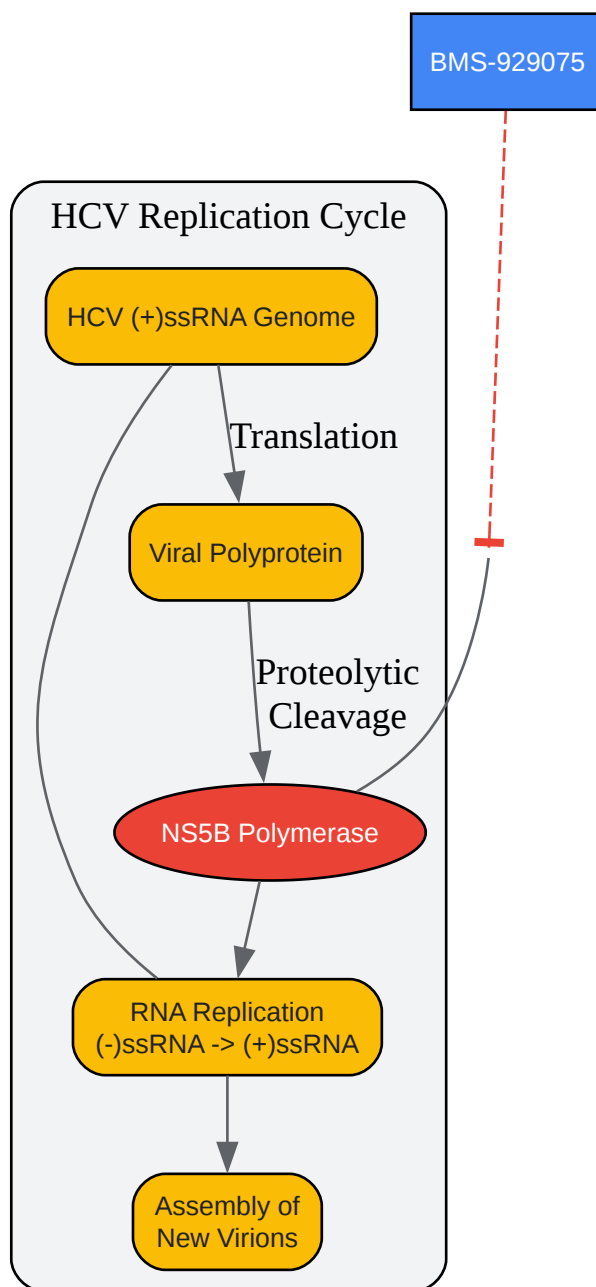 BMS-929075
HCV Replication Cycle
HCV (+)ssRNA Genome
Translation
Viral Polyprotein
Proteolytic
Cleavage
NS5B Polymerase
RNA Replication
(-)ssRNA -> (+)ssRNA
Assembly of
New Virions